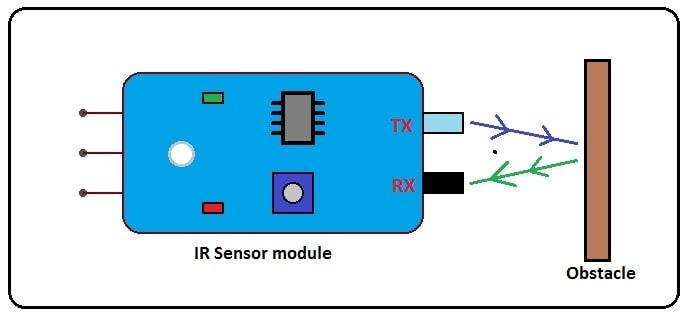 TX
RX
IR Sensor module
Obstacle